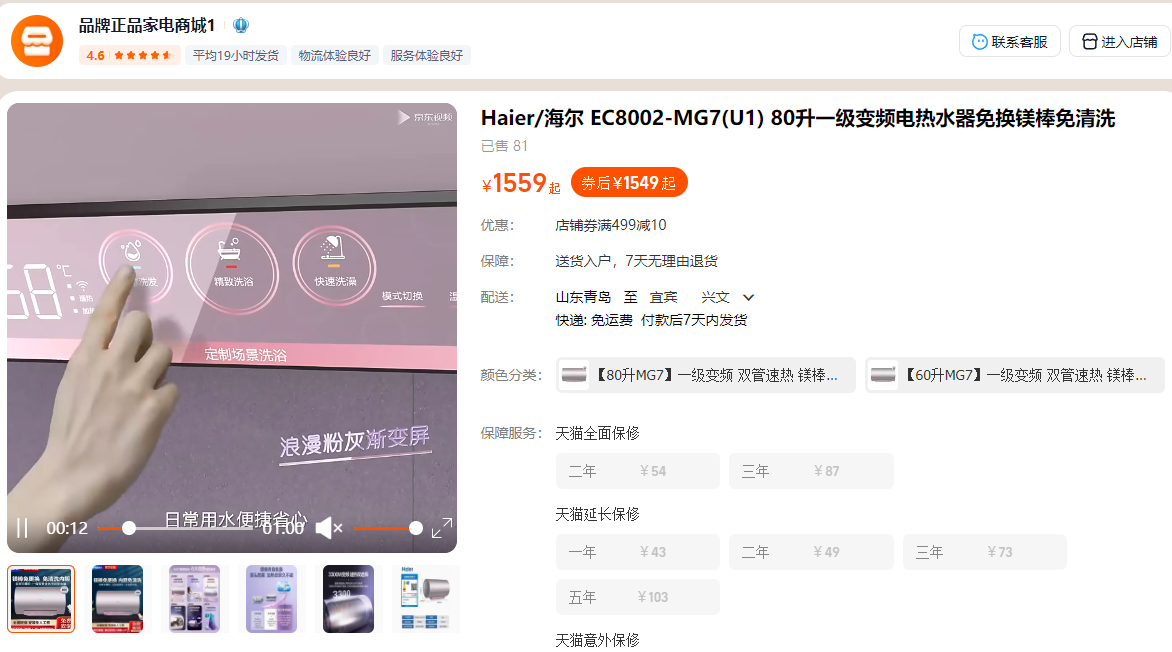 品牌正品家电商城1
4.6
平均19小时发货
物流体验良好
服务体验良好
联系客服
进入店铺
京东视频
℃
洗发
精致洗浴
快速洗澡
模式切换
定制场景洗浴
浪漫粉灰渐变屏
日常用水便捷省心
00:12
01:00
3300
Haier
Haier/海尔 EC8002-MG7(U1) 80升一级变频电热水器免换镁棒免清洗
已售 81
¥1559起
券后¥1549起
优惠：
店铺券满499减10
保障：
送货入户，7天无理由退货
配送：
山东青岛 至 宜宾 兴文
快递: 免运费 付款后7天内发货
颜色分类：
【80升MG7】一级变频 双管速热 镁棒...
【60升MG7】一级变频 双管速热 镁棒...
保障服务：
天猫全面保修
二年 ¥54
三年 ¥87
天猫延长保修
一年 ¥43
二年 ¥49
三年 ¥73
五年 ¥103
天猫意外保修